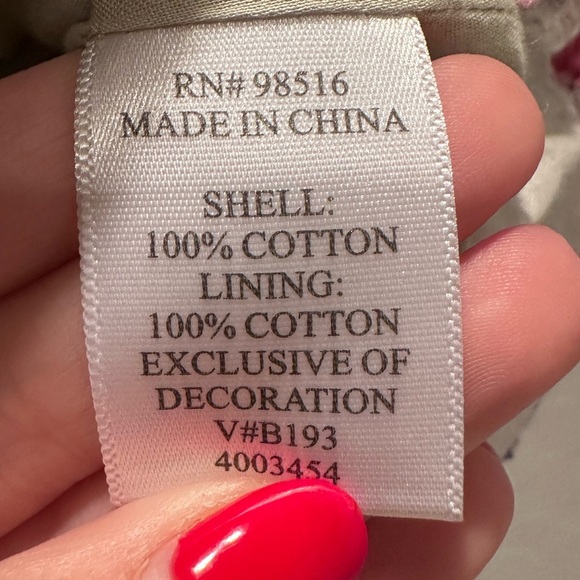 RN# 98516
MADE IN CHINA
SHELL:
100% COTTON
LINING:
100% COTTON
EXCLUSIVE OF
DECORATION
V#B193
4003454